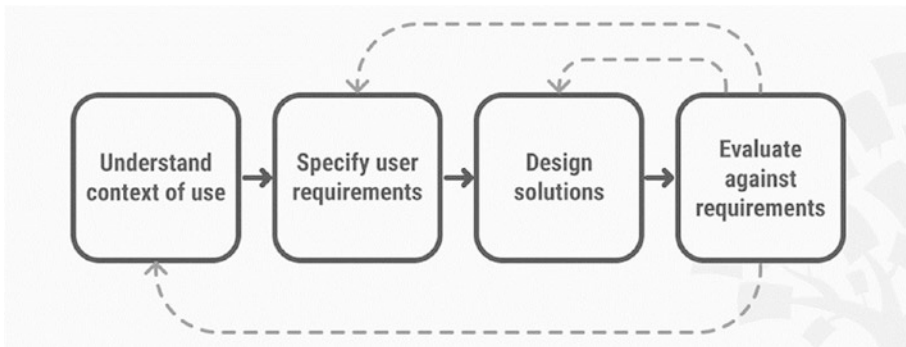 Understand
context of use
Specify user
requirements
Design
solutions
Evaluate
against
requirements